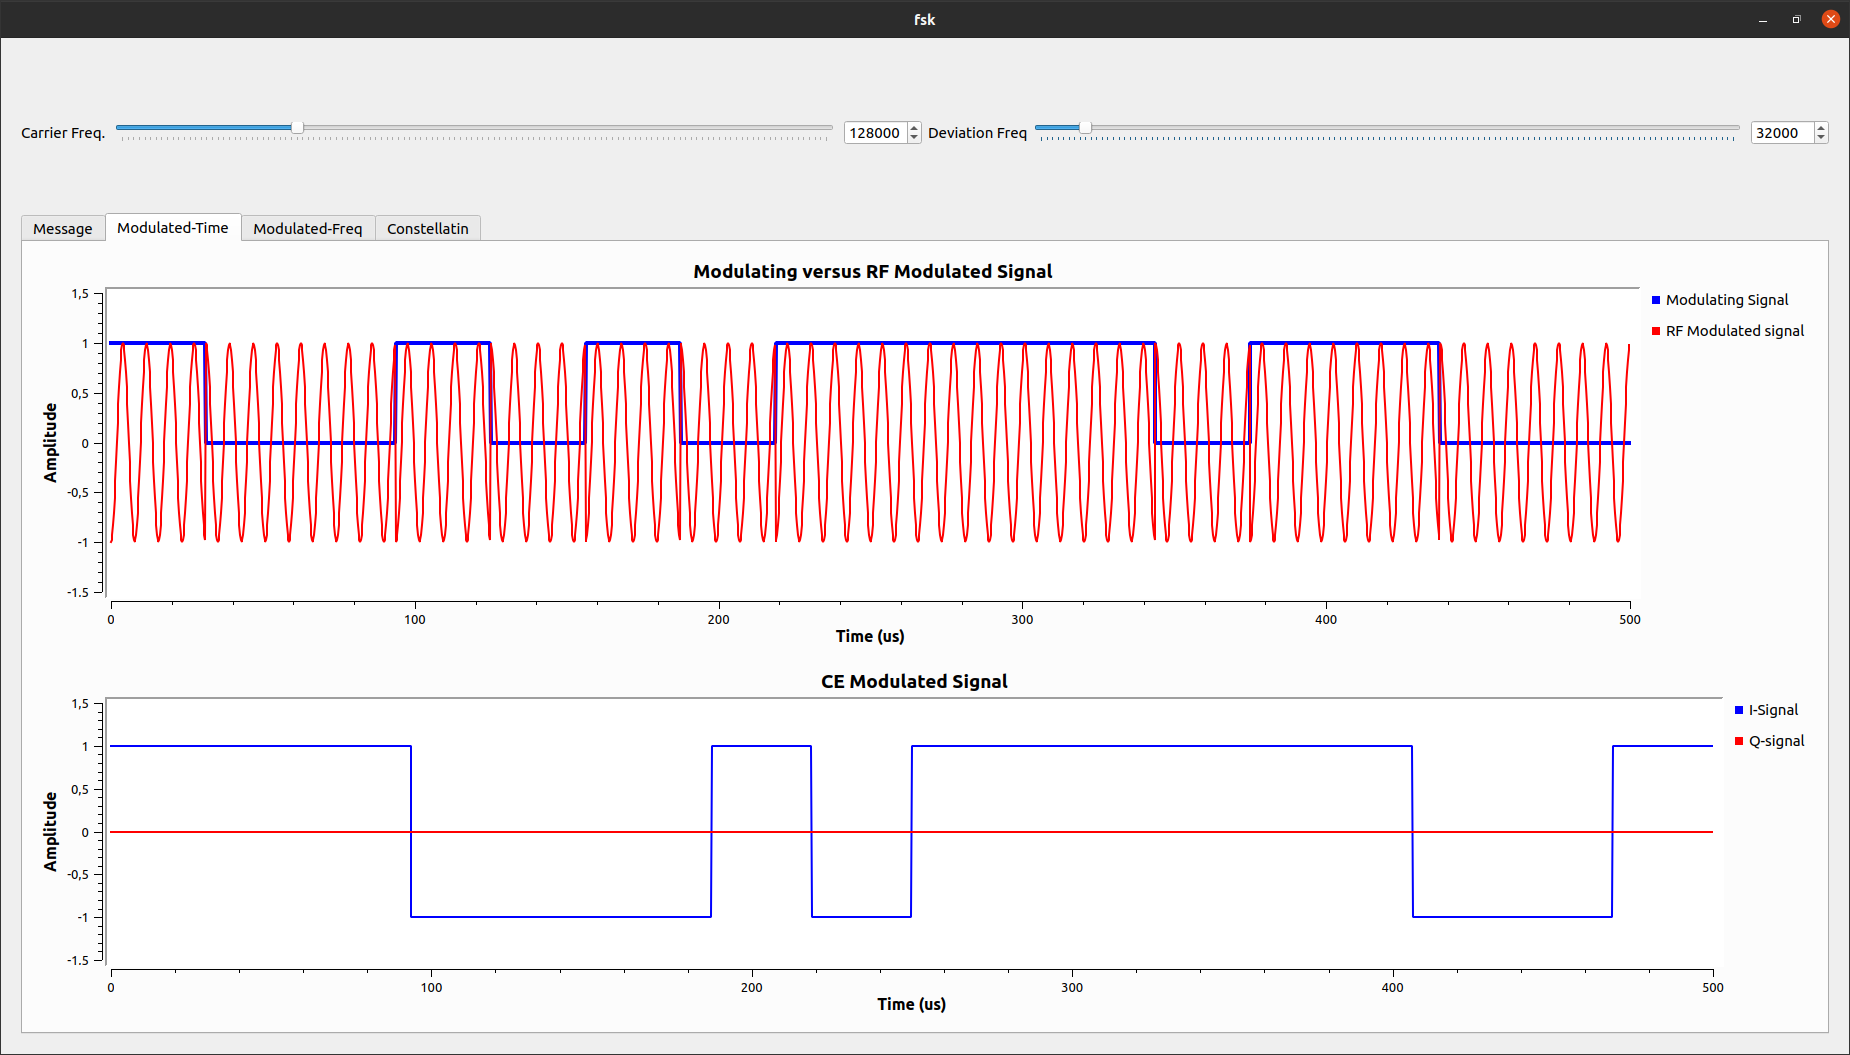 fsk
Carrier Freq. 128000 Deviation Freq 32000
Message Modulated-Time Modulated-Freq Constellatin
Modulating versus RF Modulated Signal
1,5
1
0,5
0
-0,5
-1
-1.5
Amplitude
0 100 200 300 400 500
Time (us)
Modulating Signal
RF Modulated signal
CE Modulated Signal
1,5
1
0,5
0
-0,5
-1
-1.5
Amplitude
0 100 200 300 400 500
Time (us)
I-Signal
Q-signal